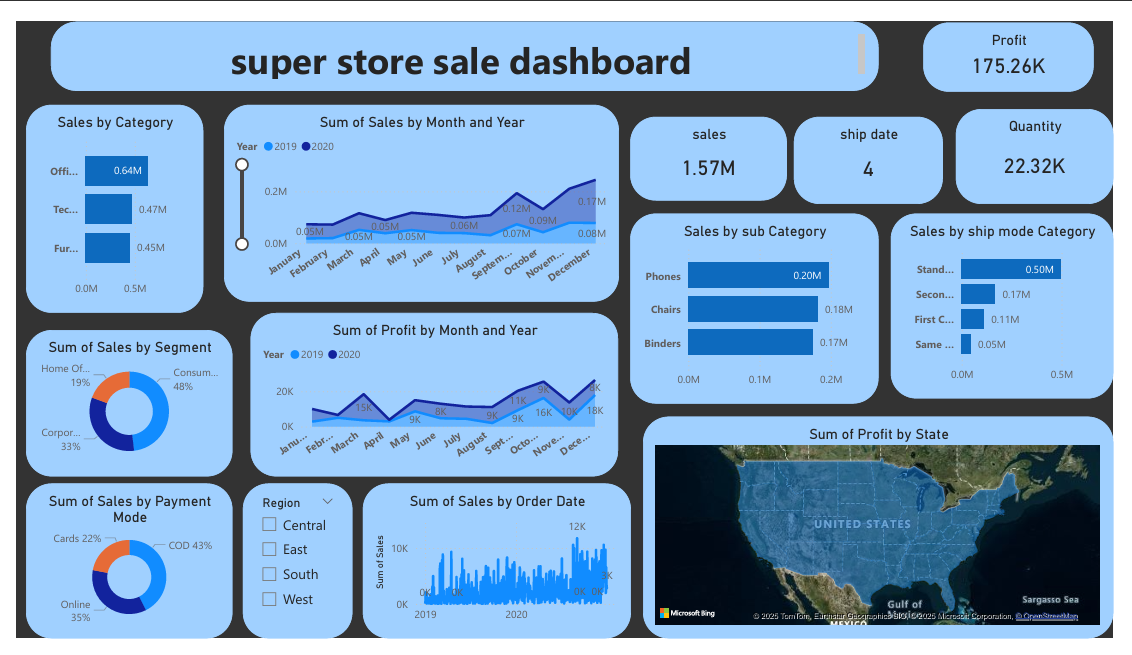 super store sale dashboard
Profit
175.26K
Sales by Category
Offi...
0.64M
Tec...
0.47M
Fur...
0.45M
0.0M
0.5M
Sum of Sales by Month and Year
Year 2019 2020
0.2M
0.0M
0.05M
0.05M
0.05M
0.05M
0.06M
0.12M
0.07M
0.09M
0.17M
0.08M
January
February
March
April
May
June
July
August
Septem...
October
Novem...
December
sales
1.57M
ship date
4
Quantity
22.32K
Sales by sub Category
Phones
0.20M
Chairs
0.18M
Binders
0.17M
0.0M
0.1M
0.2M
Sales by ship mode Category
Stand...
0.50M
Secon...
0.17M
First C...
0.11M
Same ...
0.05M
0.0M
0.5M
Sum of Sales by Segment
Home Of...
19%
Consum...
48%
Corpor...
33%
Sum of Profit by Month and Year
Year 2019 2020
20K
0K
15K
9K
8K
11K
9K
9K
16K
10K
8K
18K
Janu...
Febr...
March
April
May
June
July
August
Sept...
Octo...
Nove...
Dece...
Sum of Sales by Payment
Mode
Cards 22%
COD 43%
Online
35%
Region
Central
East
South
West
Sum of Sales by Order Date
Sum of Sales
12K
10K
0K
0K
0K
0K
0K
3K
2019
2020
Sum of Profit by State
UNITED STATES
Sargasso Sea
Gulf of
Mexico
MEXICO
Microsoft Bing
© 2025 TomTom, Earthstar Geographics SIO, © 2025 Microsoft Corporation, © OpenStreetMap